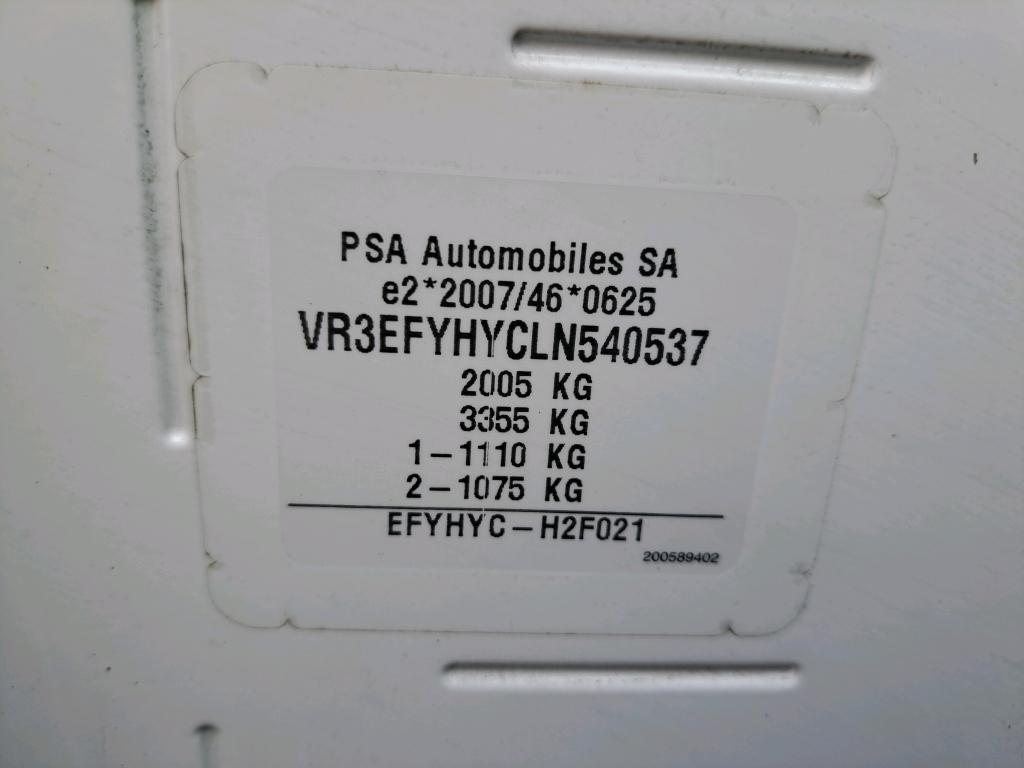 PSA Automobiles SA
e2*2007/46*0625
VR3EFYHYCLN540537
2005 KG
3355 KG
1-1110 KG
2-1075 KG
EFYHYC-H2F021
200589402